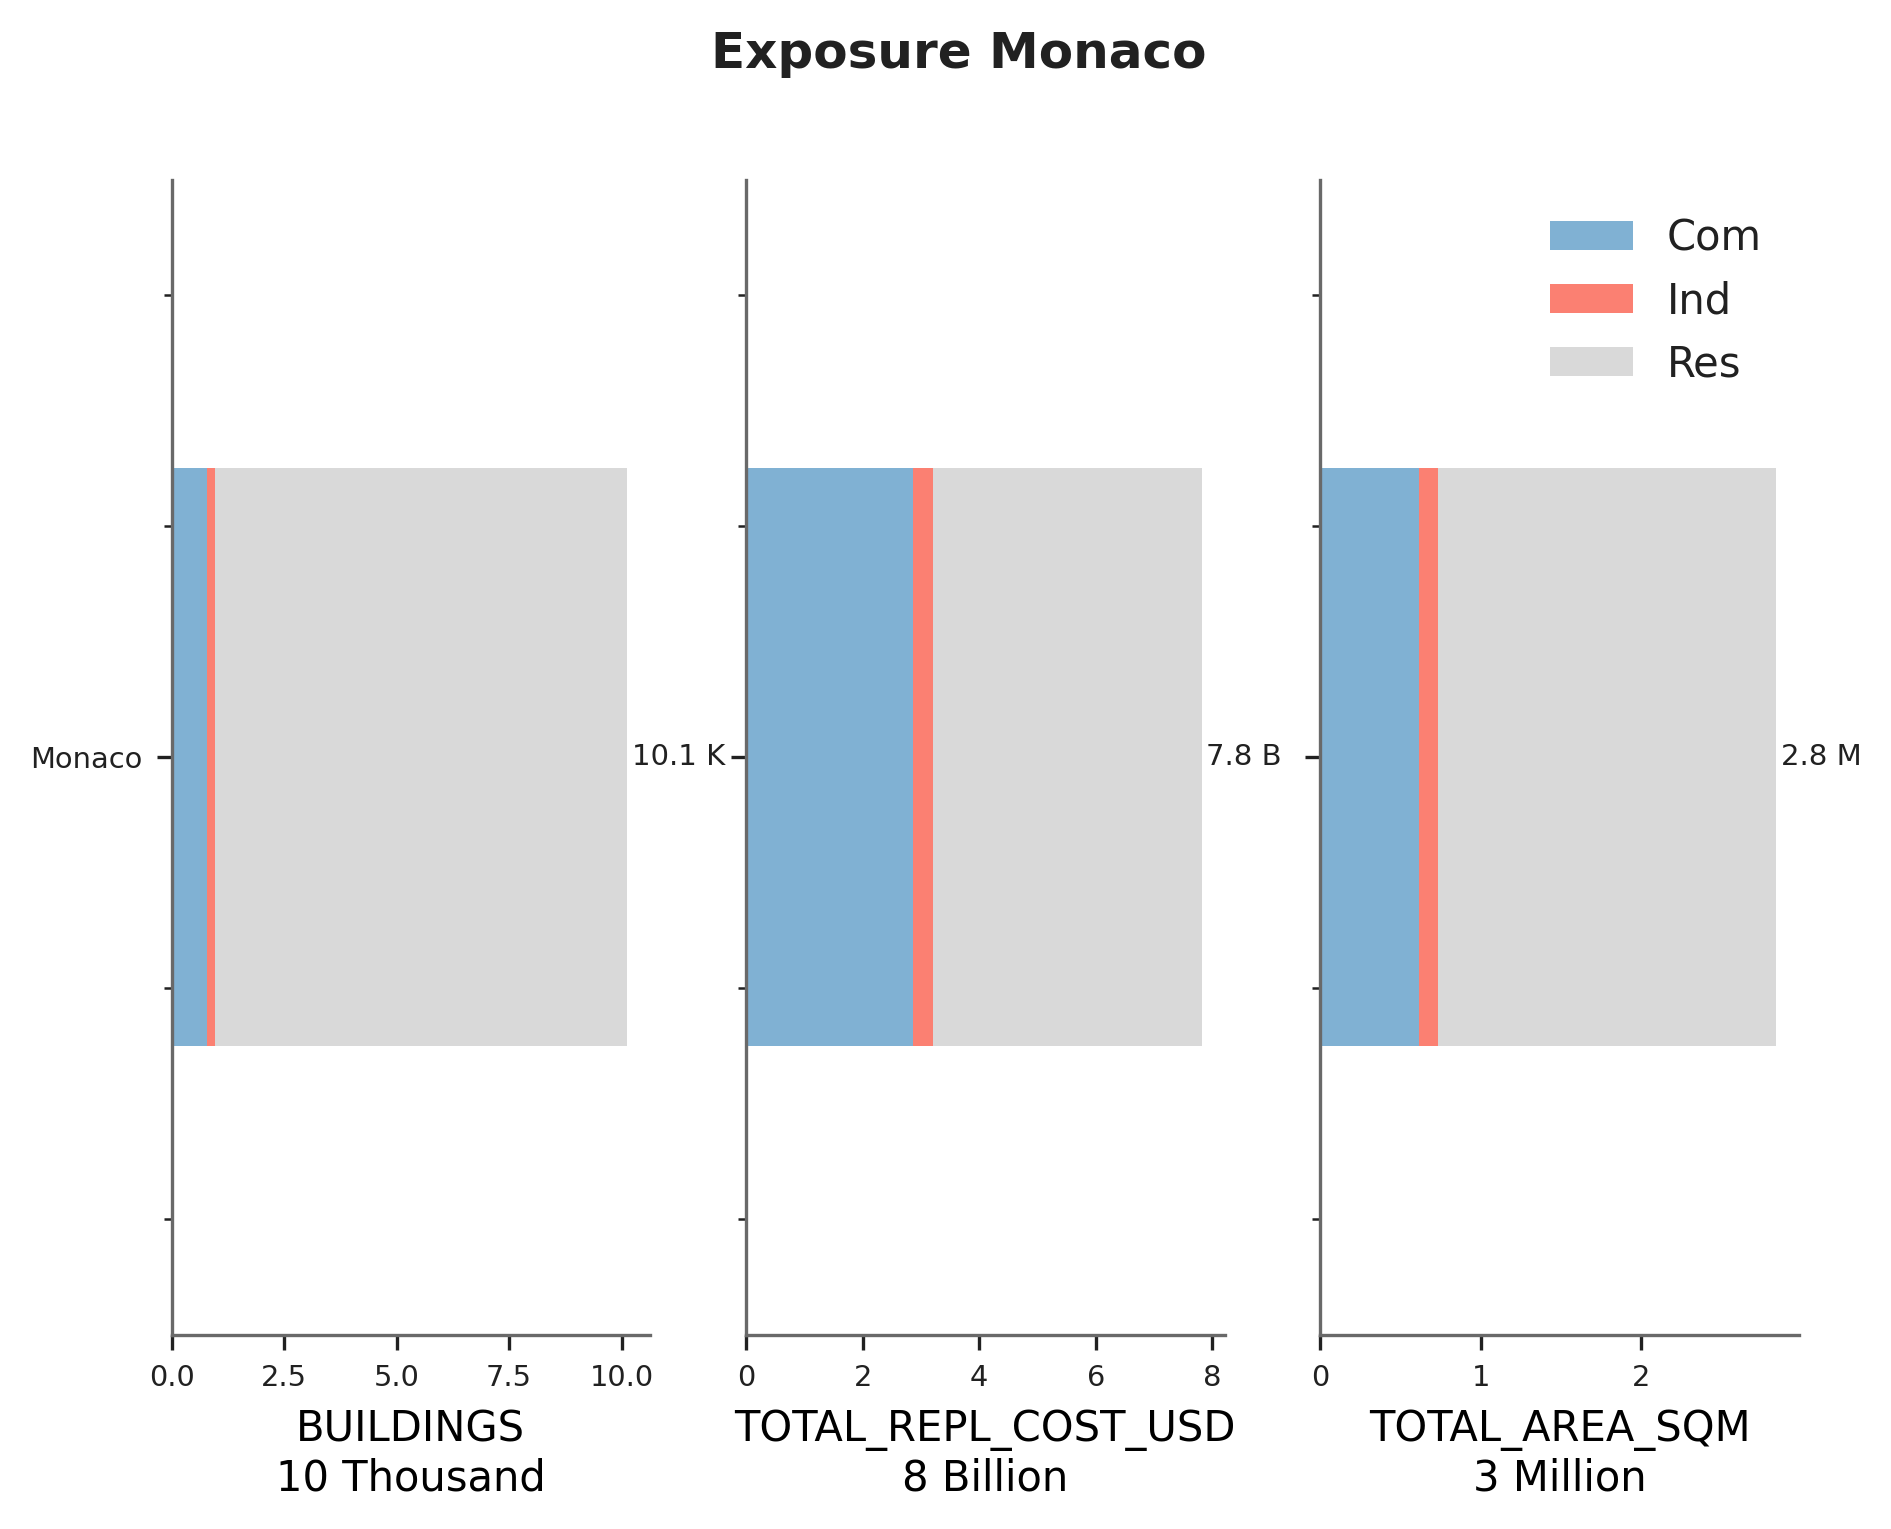 Exposure Monaco
Com
Ind
Res
Monaco
10.1 K
7.8 B
2.8 M
0.0 2.5 5.0 7.5 10.0
0 2 4 6 8
0 1 2
BUILDINGS
10 Thousand
TOTAL_REPL_COST_USD
8 Billion
TOTAL_AREA_SQM
3 Million